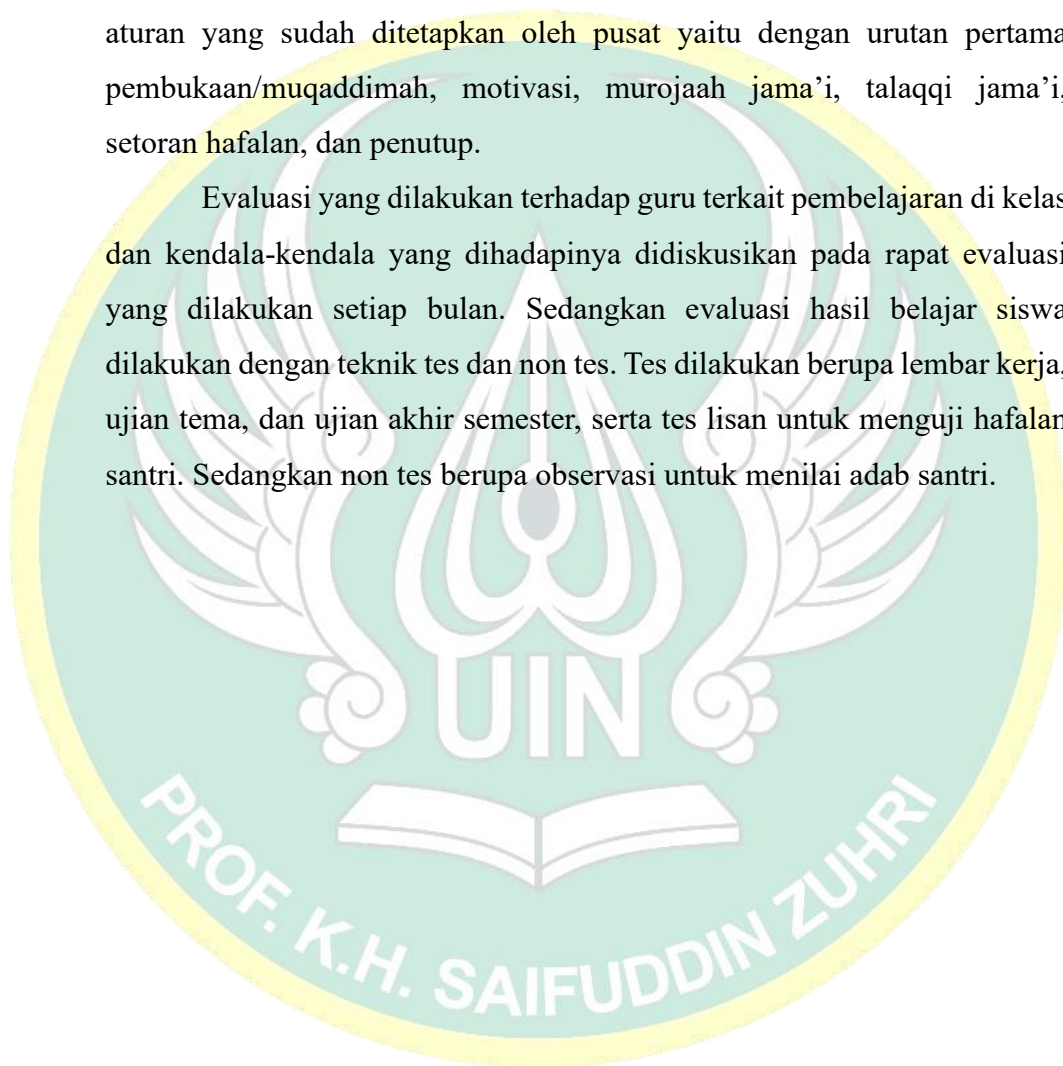 aturan yang sudah ditetapkan oleh pusat yaitu dengan urutan pertama
pembukaan/muqaddimah, motivasi, murojaah jama’i, talaqqi jama’i,
setoran hafalan, dan penutup.
Evaluasi yang dilakukan terhadap guru terkait pembelajaran di kelas
dan kendala-kendala yang dihadapinya didiskusikan pada rapat evaluasi
yang dilakukan setiap bulan. Sedangkan evaluasi hasil belajar siswa
dilakukan dengan teknik tes dan non tes. Tes dilakukan berupa lembar kerja,
ujian tema, dan ujian akhir semester, serta tes lisan untuk menguji hafalan
santri. Sedangkan non tes berupa observasi untuk menilai adab santri.
UIN
PROF. K.H. SAIFUDDIN ZUHRI